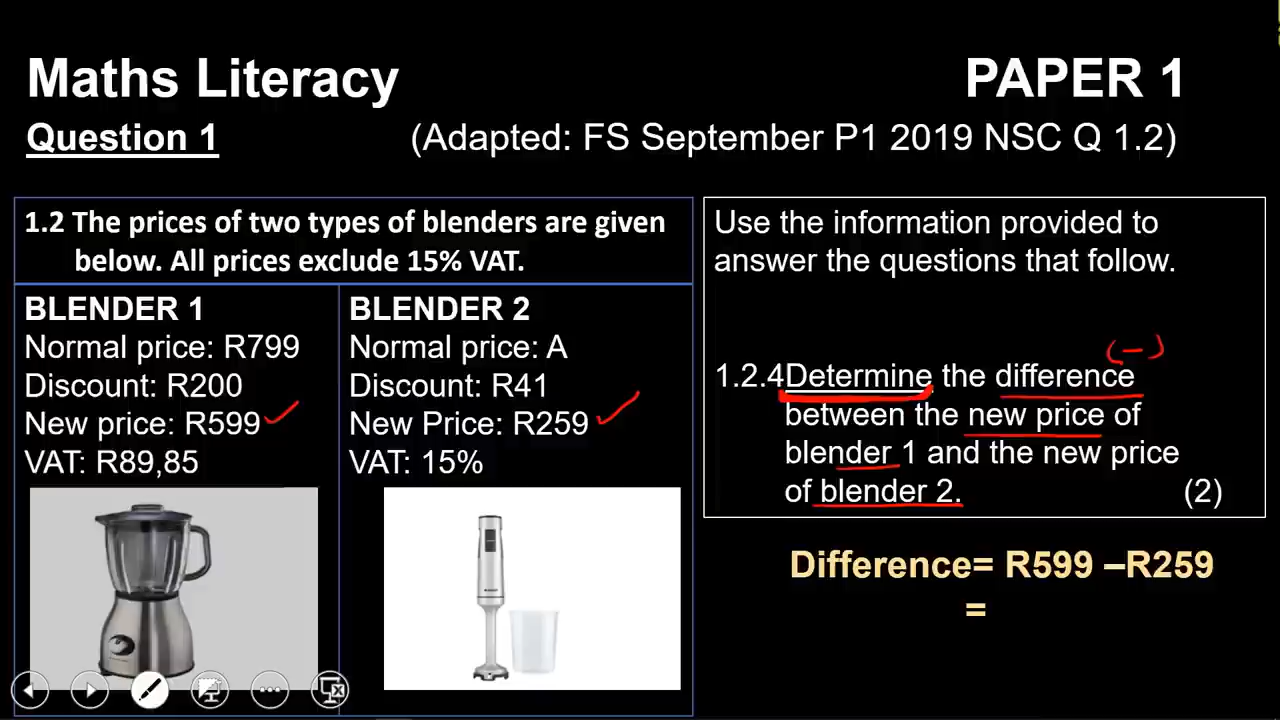 Maths Literacy
PAPER 1
Question 1
(Adapted: FS September P1 2019 NSC Q 1.2)
1.2 The prices of two types of blenders are given
below. All prices exclude 15% VAT.
BLENDER 1
Normal price: R799
Discount: R200
New price: R599
VAT: R89,85
BLENDER 2
Normal price: A
Discount: R41
New Price: R259
VAT: 15%
Use the information provided to
answer the questions that follow.
(–)
1.2.4Determine the difference
between the new price of
blender 1 and the new price
of blender 2. (2)
Difference= R599 –R259
=